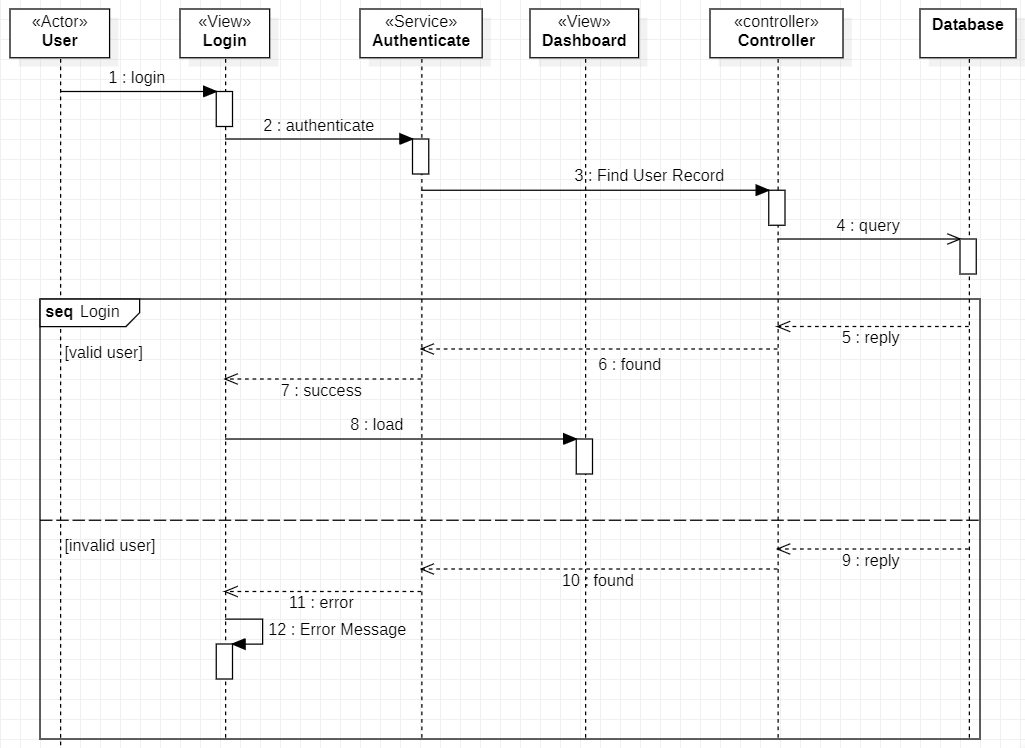 «Actor»
User
«View»
Login
«Service»
Authenticate
«View»
Dashboard
«controller»
Controller
Database
1 : login
2 : authenticate
3 : Find User Record
4 : query
seq Login
5 : reply
[valid user]
6 : found
7 : success
8 : load
[invalid user]
9 : reply
10 : found
11 : error
12 : Error Message